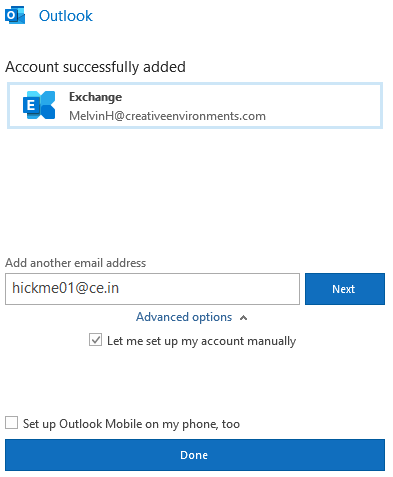 Outlook
Account successfully added
Exchange
MelvinH@creativeenvironments.com
Add another email address
hickme01@ce.in
Next
Advanced options
Let me set up my account manually
Set up Outlook Mobile on my phone, too
Done